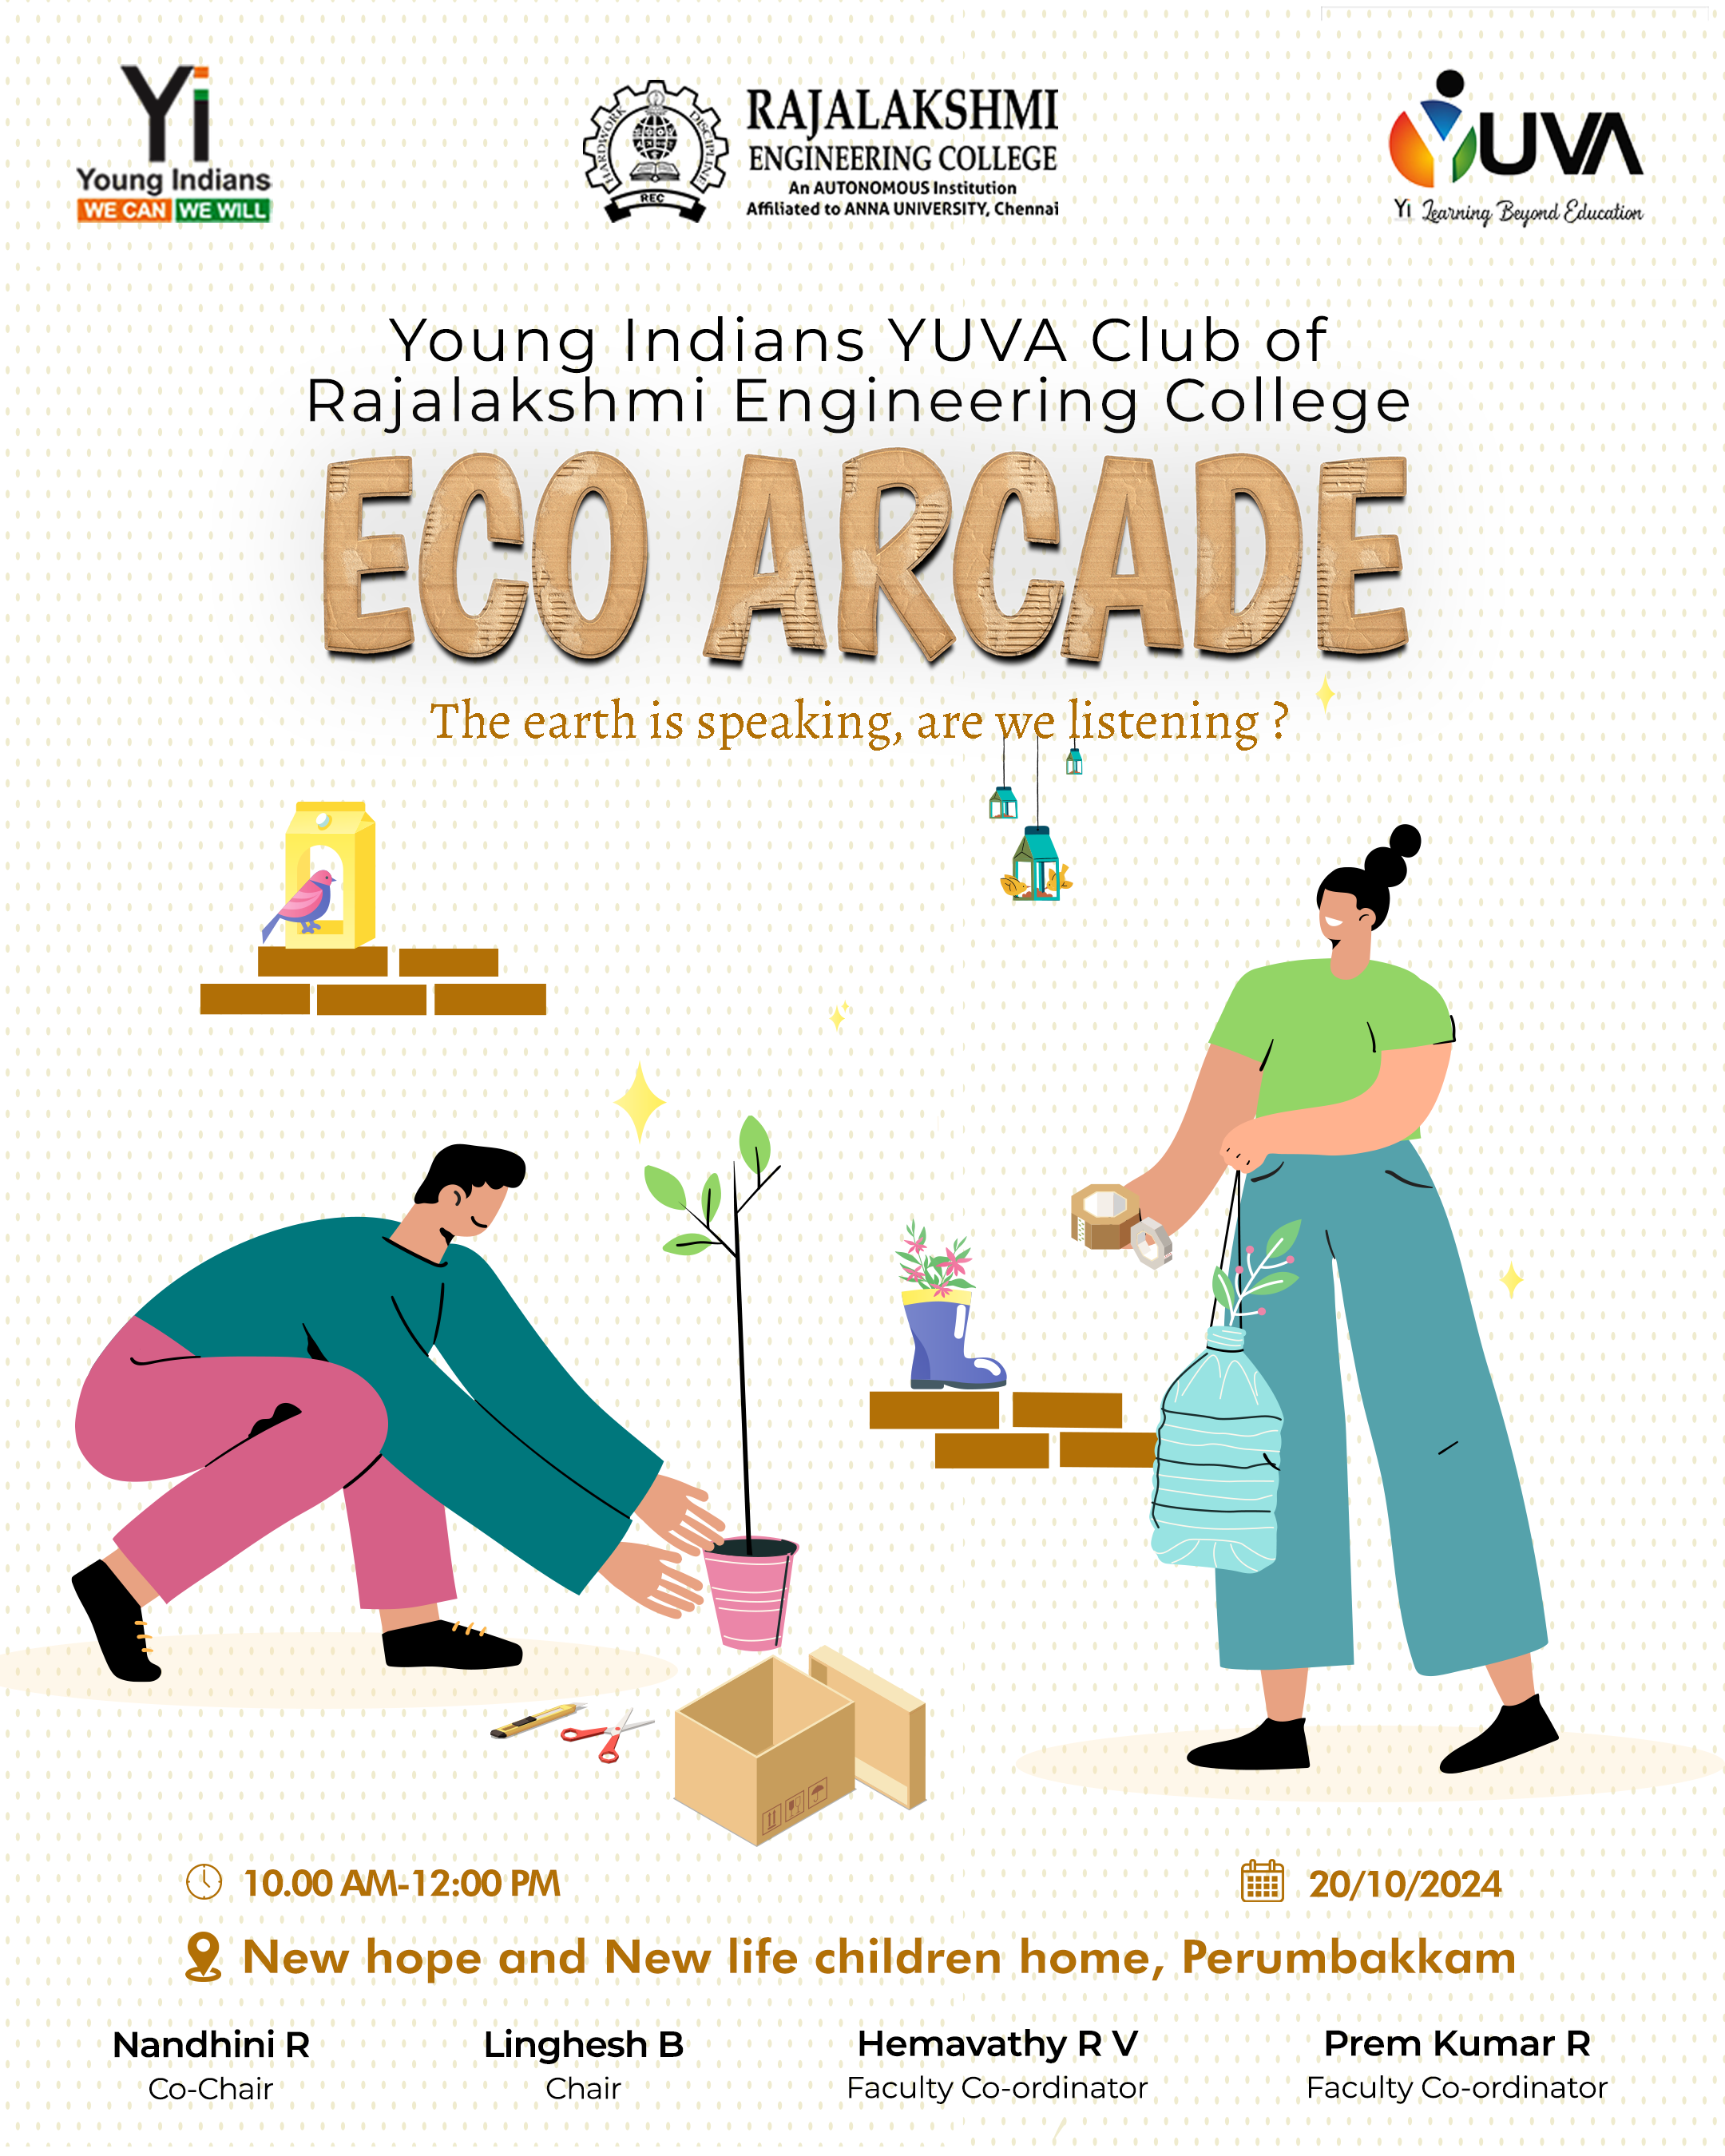 Yi
Young Indians
WE CAN WE WILL
HARDWORK DISCIPLINE
REC
RAJALAKSHMI
ENGINEERING COLLEGE
An AUTONOMOUS Institution
Affiliated to ANNA UNIVERSITY, Chennai
YUVA
Yi Learning Beyond Education
Young Indians YUVA Club of
Rajalakshmi Engineering College
ECO ARCADE
The earth is speaking, are we listening ?
10.00 AM-12:00 PM
20/10/2024
New hope and New life children home, Perumbakkam
Nandhini R
Co-Chair
Linghesh B
Chair
Hemavathy R V
Faculty Co-ordinator
Prem Kumar R
Faculty Co-ordinator